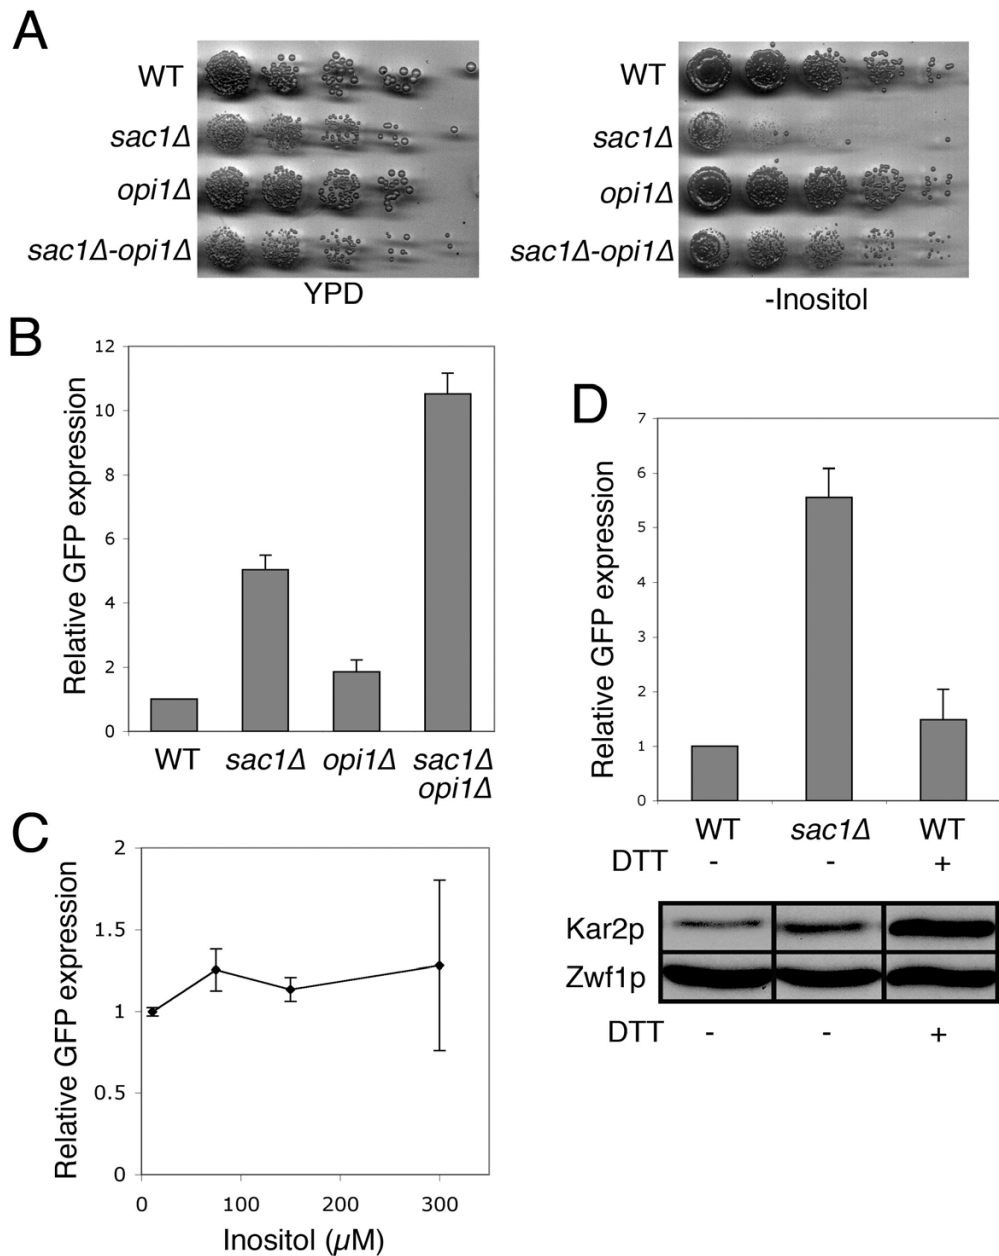 A
WT
sac1Δ
opi1Δ
sac1Δ-opi1Δ
YPD
WT
sac1Δ
opi1Δ
sac1Δ-opi1Δ
-Inositol
B
Relative GFP expression
12
10
8
6
4
2
0
WT
sac1Δ
opi1Δ
sac1Δ
opi1Δ
C
Relative GFP expression
2
1.5
1
0.5
0
0
100
200
300
Inositol (µM)
D
Relative GFP expression
7
6
5
4
3
2
1
0
WT
sac1Δ
WT
DTT - - +
Kar2p
Zwf1p
DTT - - +